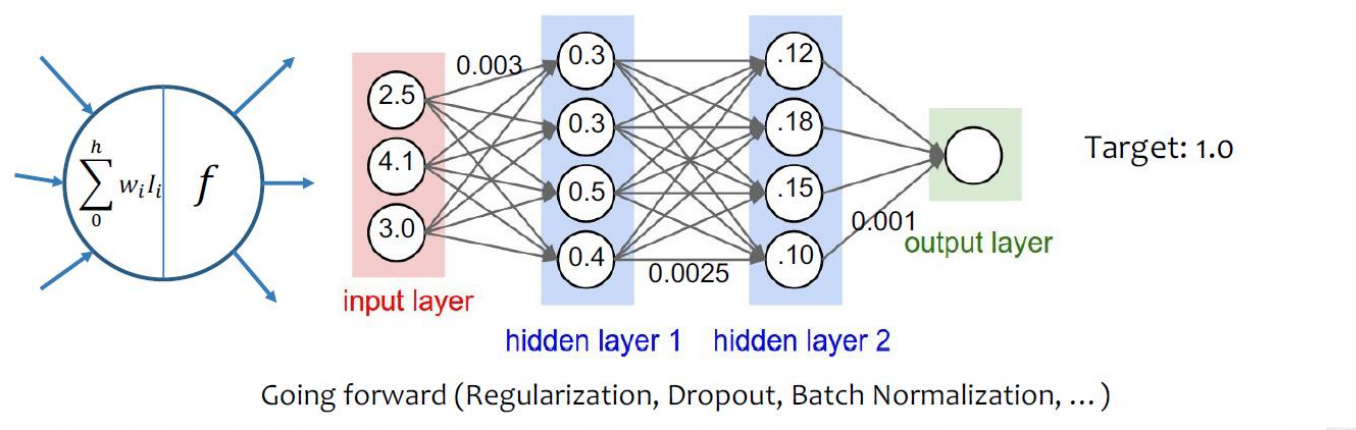 h
∑ wᵢIᵢ
0
f
2.5
4.1
3.0
input layer
0.003
0.3
0.3
0.5
0.4
hidden layer 1
0.0025
.12
.18
.15
.10
hidden layer 2
0.001
output layer
Target: 1.0
Going forward (Regularization, Dropout, Batch Normalization, ...)